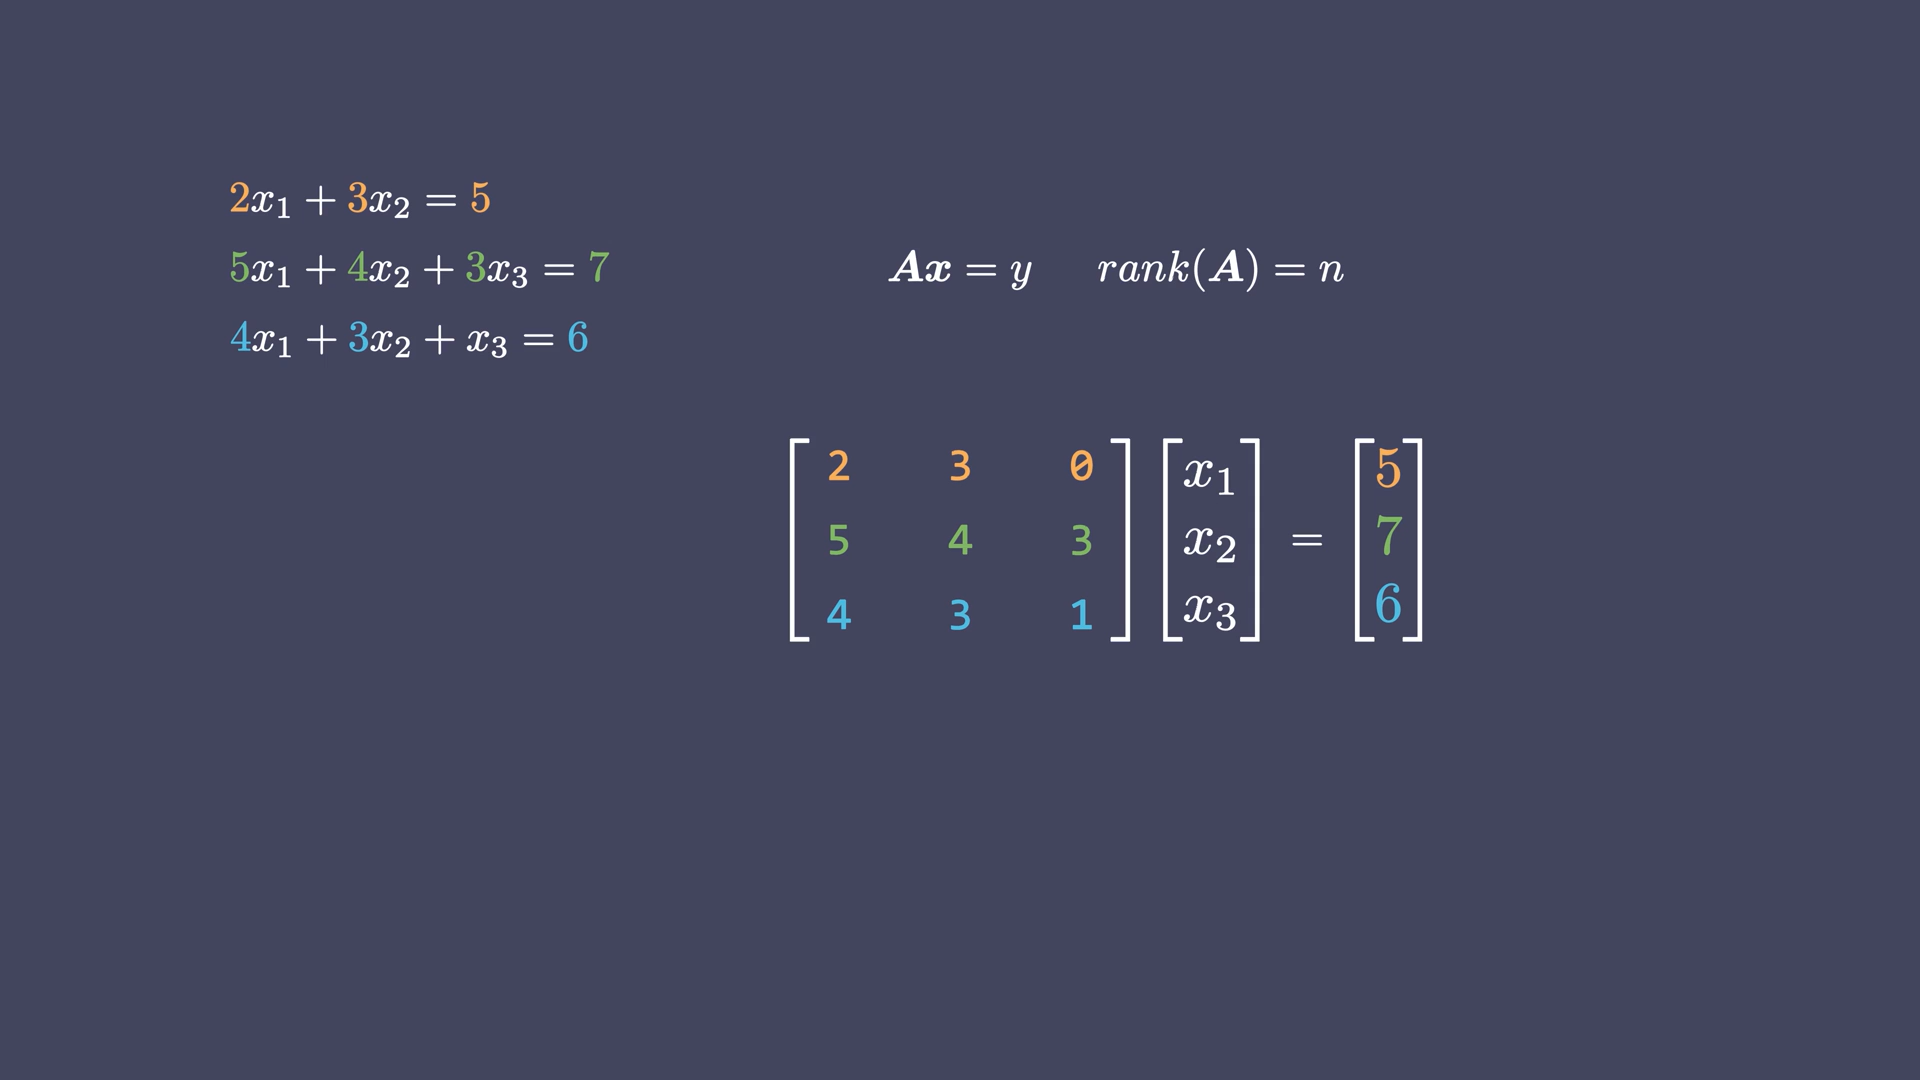 2x₁ + 3x₂ = 5
5x₁ + 4x₂ + 3x₃ = 7
4x₁ + 3x₂ + x₃ = 6
Ax = y rank(A) = n
2 3 0 x₁ 5
5 4 3 x₂ = 7
4 3 1 x₃ 6